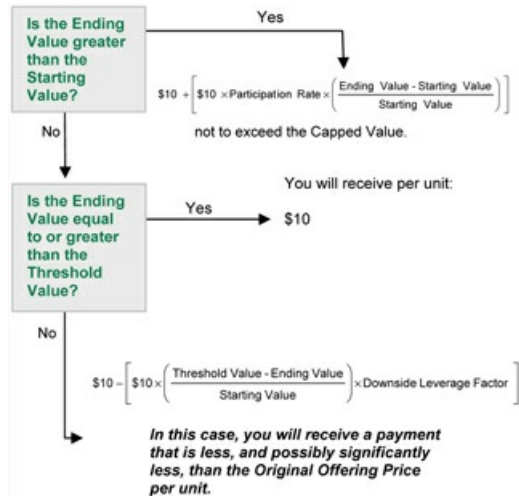 Is the Ending
Value greater
than the
Starting
Value?
Yes
$10 + [ $10 × Participation Rate × ( Ending Value - Starting Value / Starting Value ) ]
not to exceed the Capped Value.
No
You will receive per unit:
Is the Ending
Value equal
to or greater
than the
Threshold
Value?
Yes
$10
No
$10 – [ $10 × ( Threshold Value - Ending Value / Starting Value ) × Downside Leverage Factor ]
In this case, you will receive a payment
that is less, and possibly significantly
less, than the Original Offering Price
per unit.